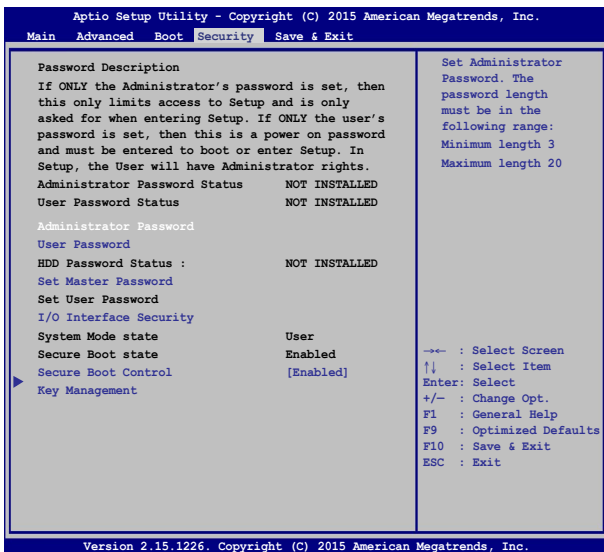 Aptio Setup Utility - Copyright (C) 2015 American Megatrends, Inc.
Main Advanced Boot Security Save & Exit
Password Description
If ONLY the Administrator's password is set, then
this only limits access to Setup and is only
asked for when entering Setup. If ONLY the user's
password is set, then this is a power on password
and must be entered to boot or enter Setup. In
Setup, the User will have Administrator rights.
Administrator Password Status NOT INSTALLED
User Password Status NOT INSTALLED
Administrator Password
User Password
HDD Password Status : NOT INSTALLED
Set Master Password
Set User Password
I/O Interface Security
System Mode state User
Secure Boot state Enabled
Secure Boot Control [Enabled]
Key Management
Set Administrator
Password. The
password length
must be in the
following range:
Minimum length 3
Maximum length 20
→← : Select Screen
↑↓ : Select Item
Enter: Select
+/— : Change Opt.
F1 : General Help
F9 : Optimized Defaults
F10 : Save & Exit
ESC : Exit
Version 2.15.1226. Copyright (C) 2015 American Megatrends, Inc.